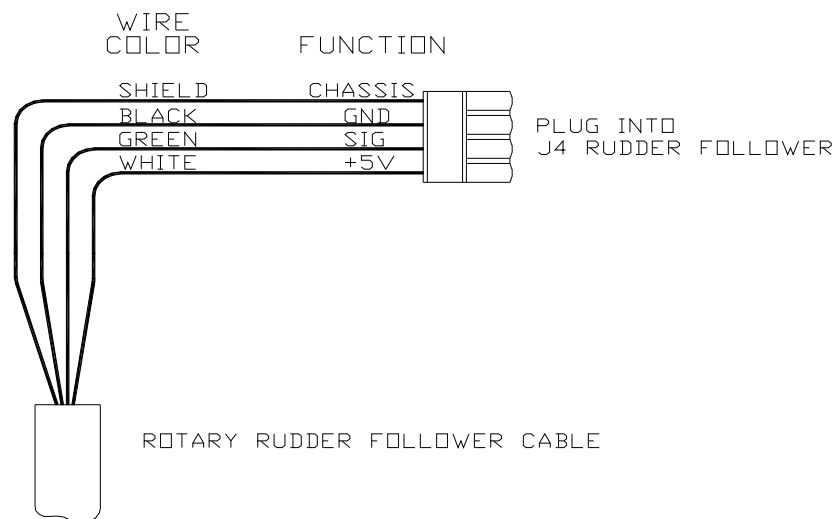 WIRE
COLOR FUNCTION
SHIELD CHASSIS
BLACK GND
GREEN SIG
WHITE +5V
PLUG INTO
J4 RUDDER FOLLOWER
ROTARY RUDDER FOLLOWER CABLE